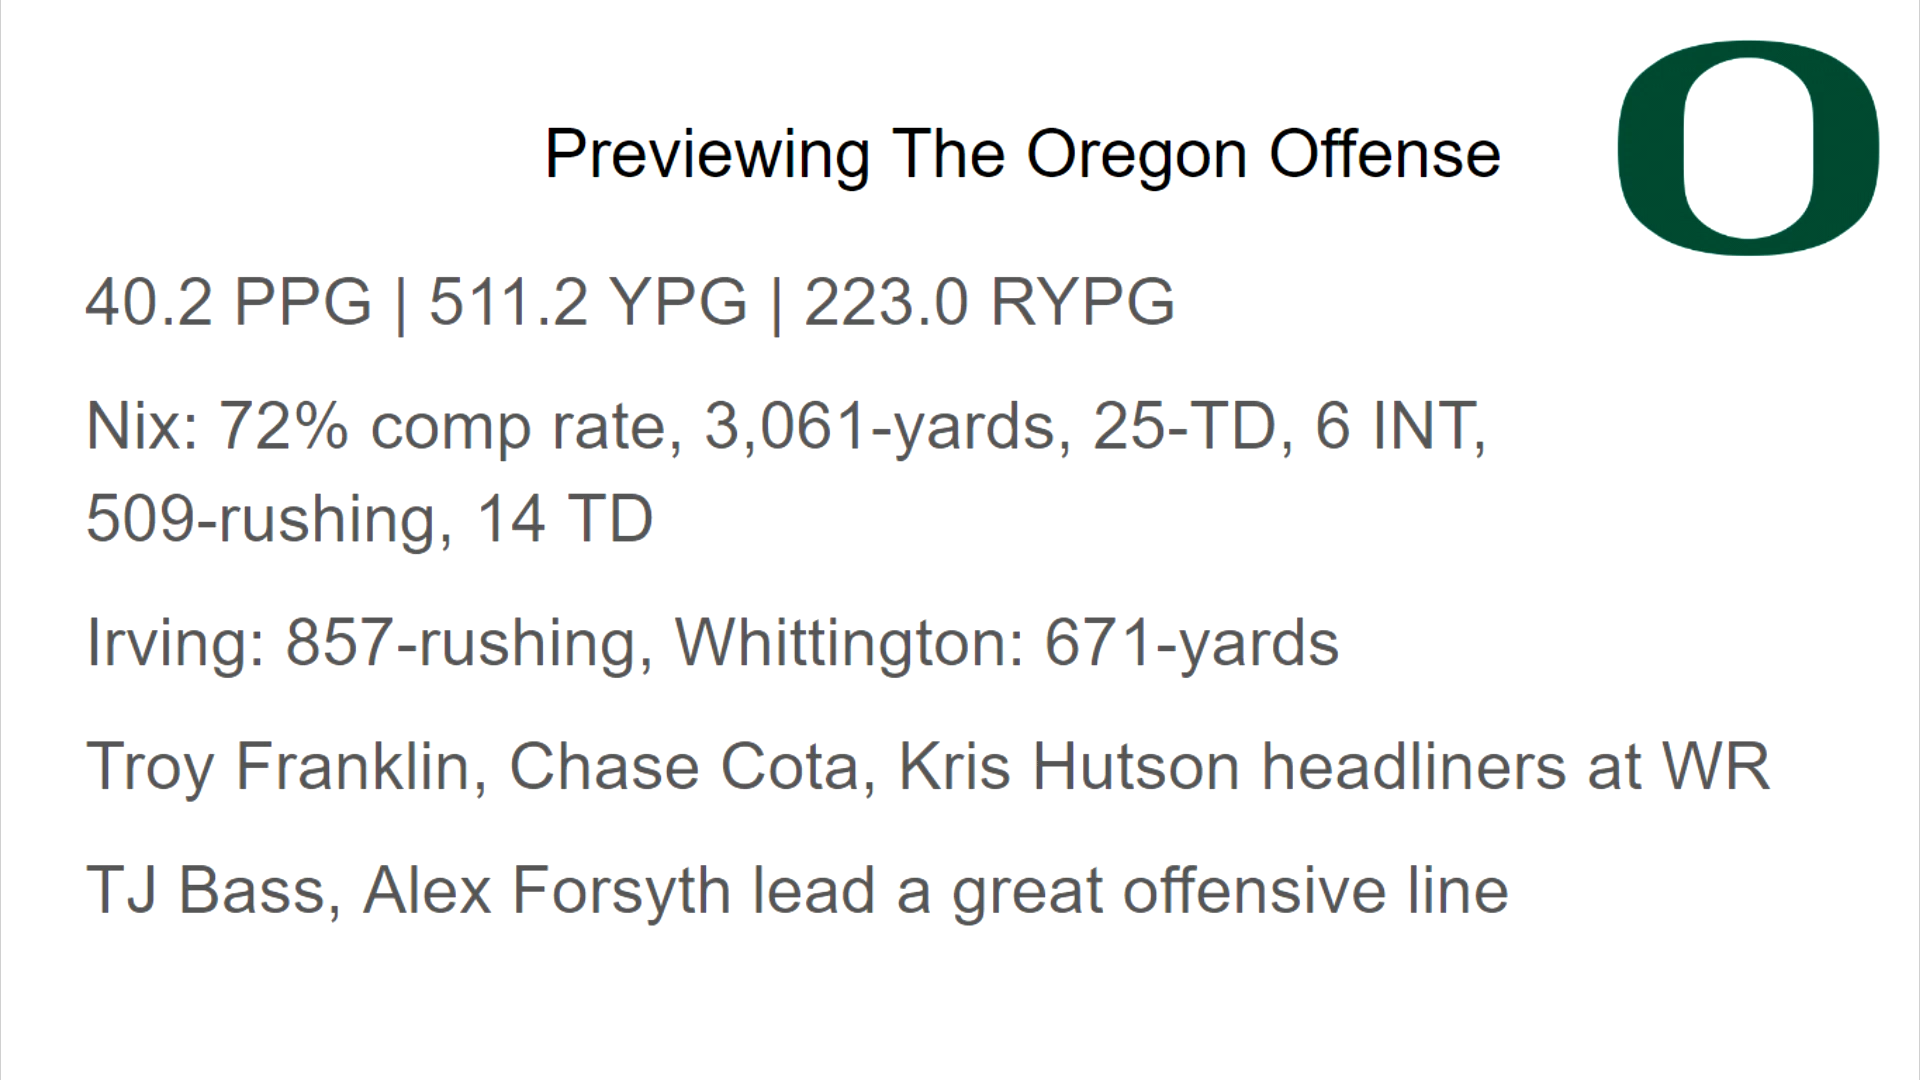 Previewing The Oregon Offense
40.2 PPG | 511.2 YPG | 223.0 RYPG
Nix: 72% comp rate, 3,061-yards, 25-TD, 6 INT,
509-rushing, 14 TD
Irving: 857-rushing, Whittington: 671-yards
Troy Franklin, Chase Cota, Kris Hutson headliners at WR
TJ Bass, Alex Forsyth lead a great offensive line